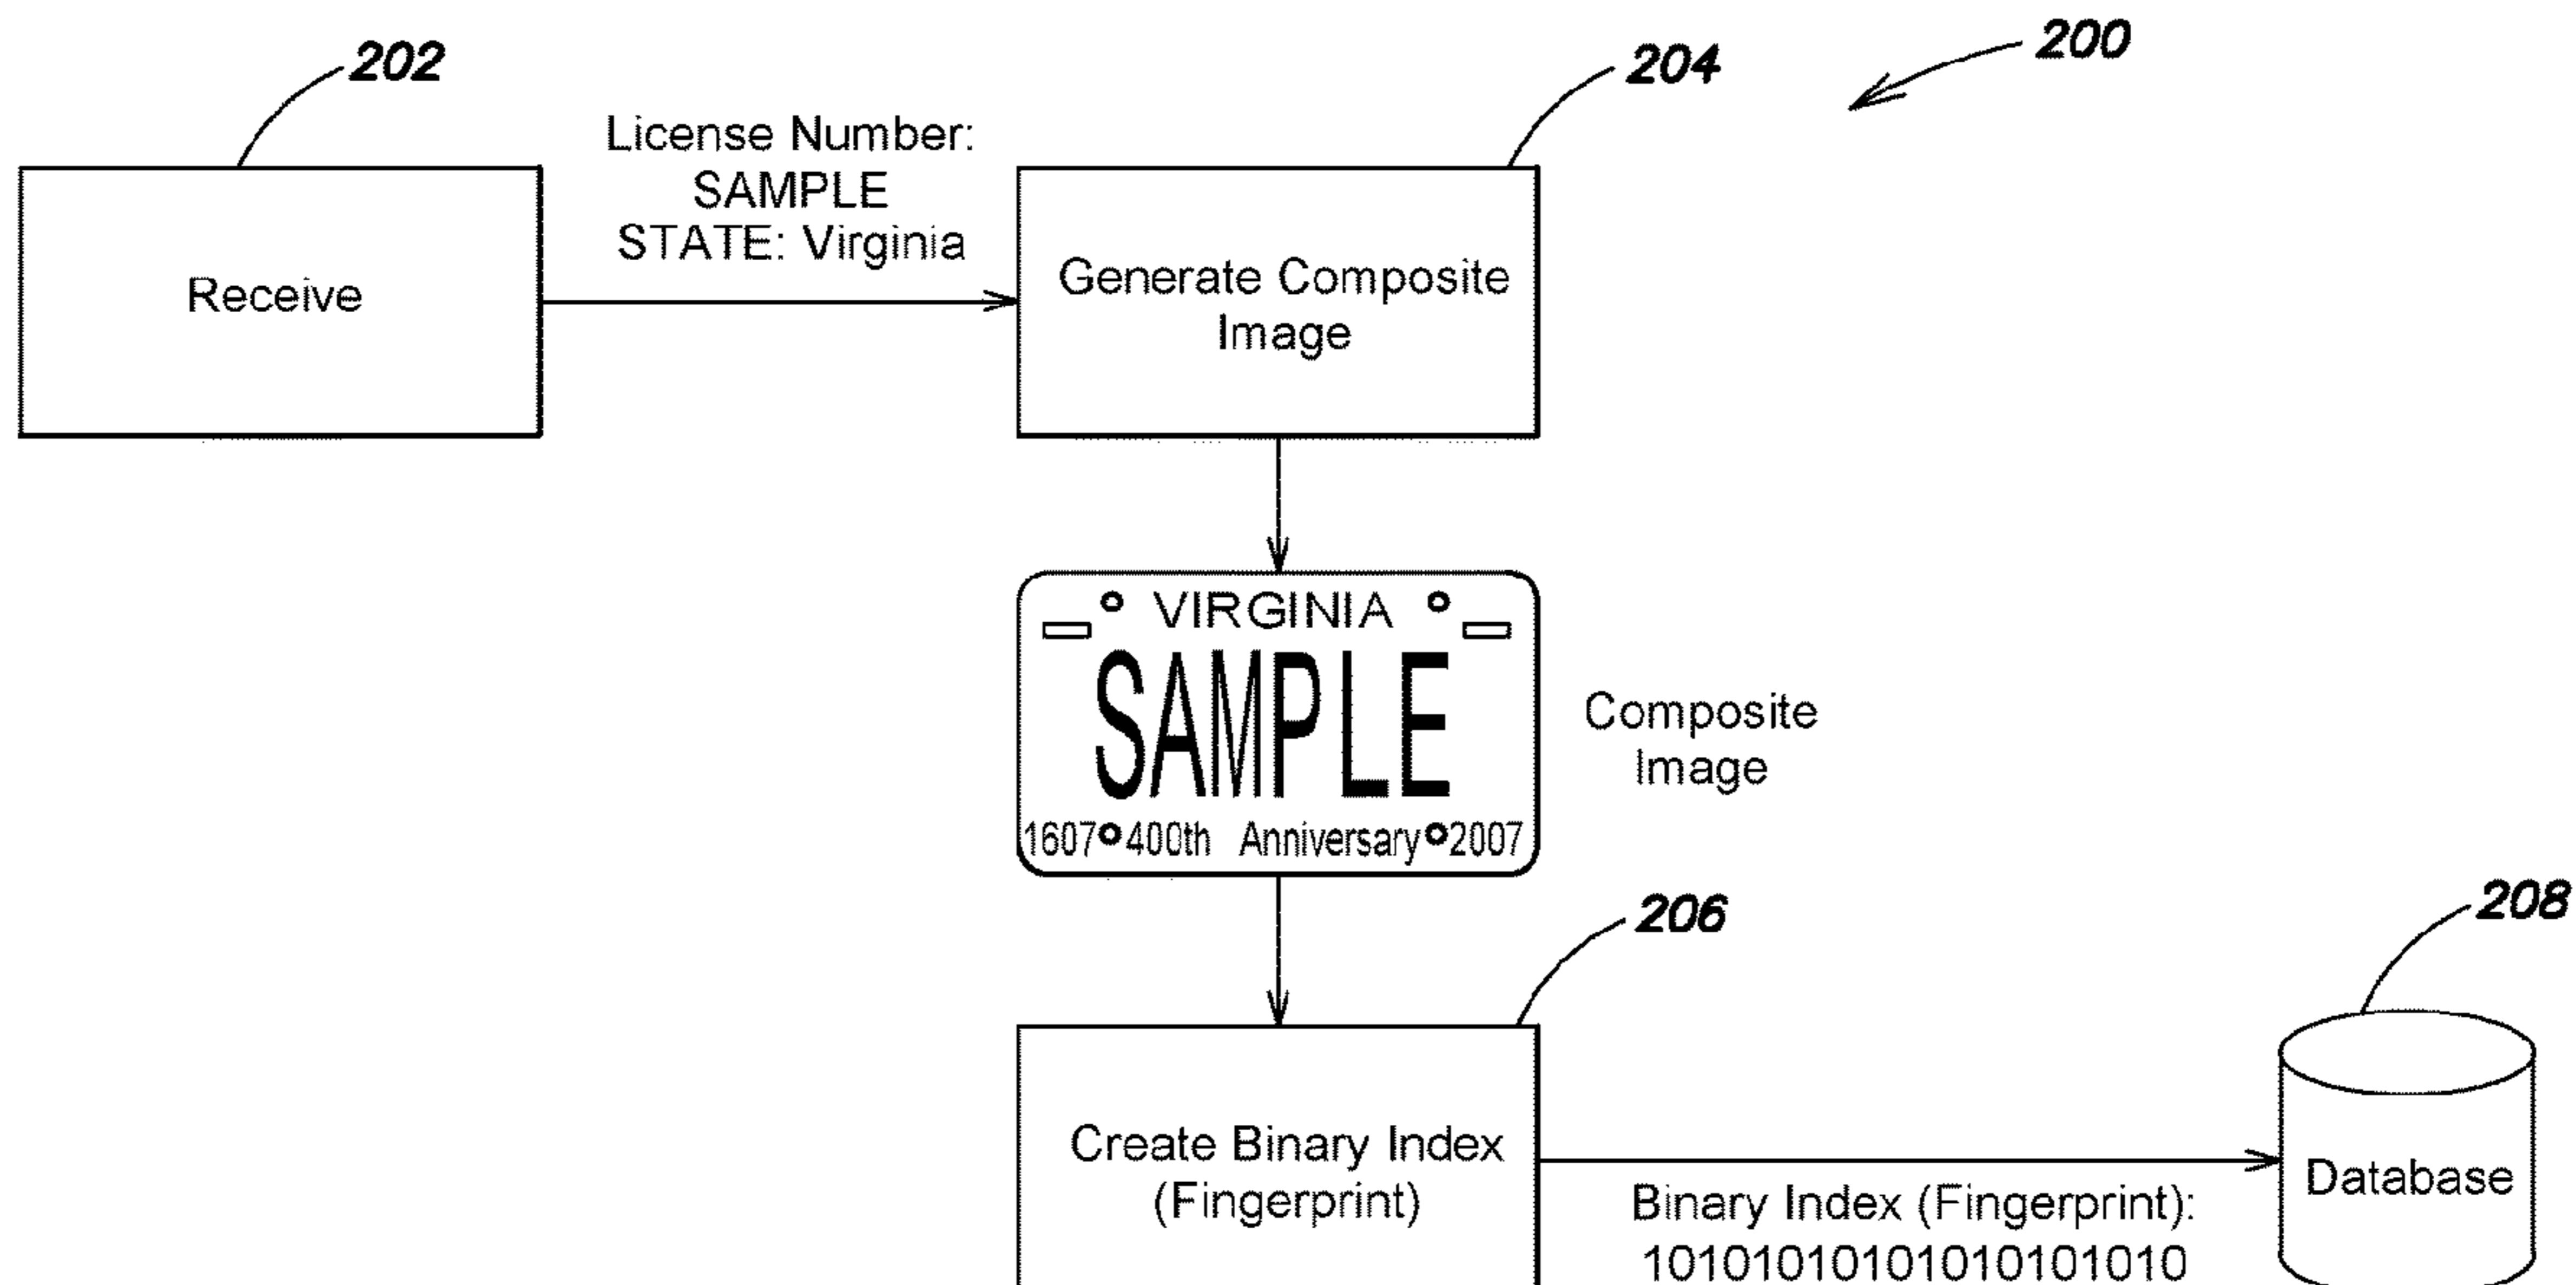 202
204
200
License Number:
SAMPLE
STATE: Virginia
Receive
Generate Composite
Image
VIRGINIA
SAMPLE
1607 400th Anniversary 2007
Composite
Image
206
208
Create Binary Index
(Fingerprint)
Binary Index (Fingerprint):
10101010101010101010
Database